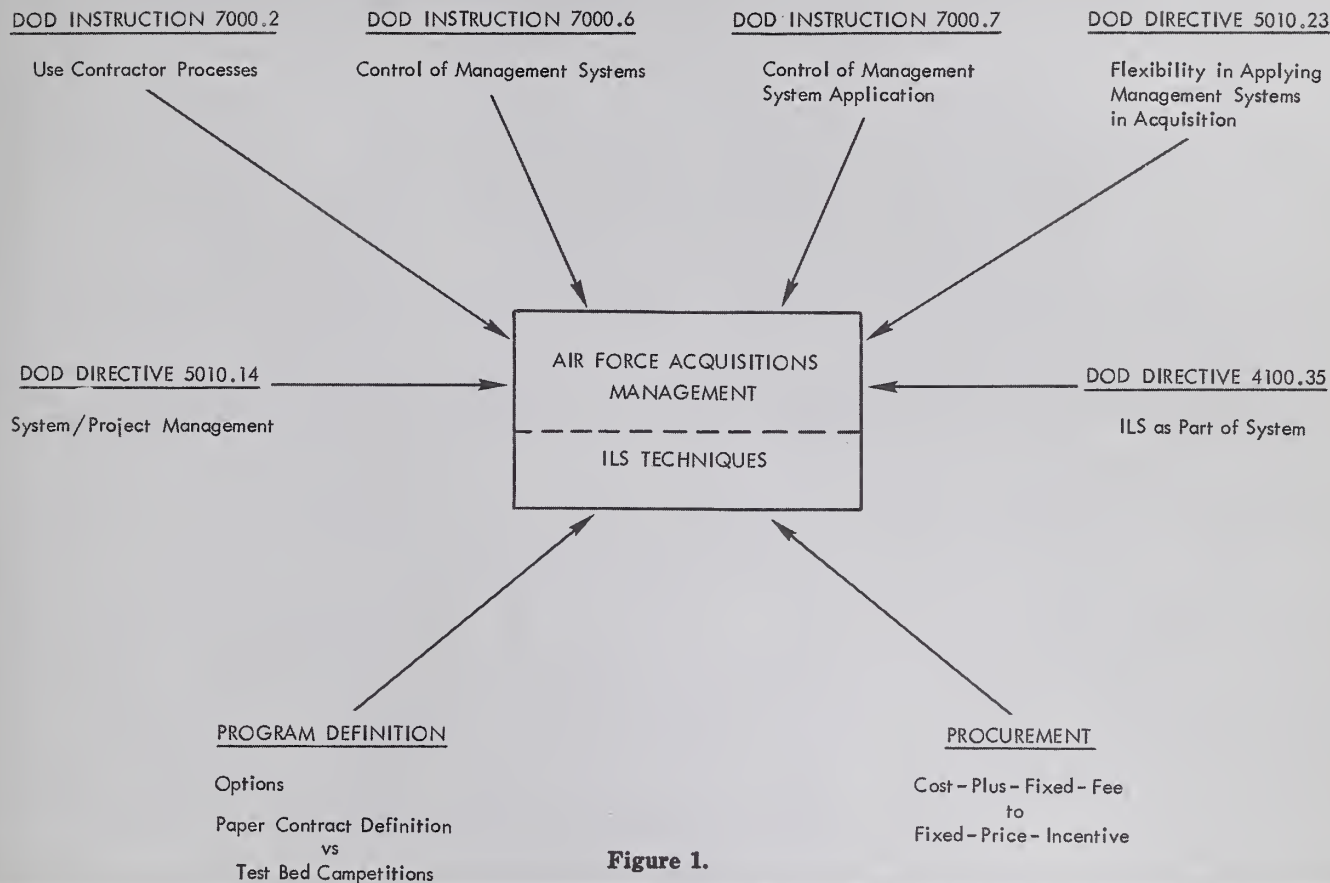 DOD INSTRUCTION 7000.2
Use Contractor Processes
DOD INSTRUCTION 7000.6
Control of Management Systems
DOD INSTRUCTION 7000.7
Control of Management
System Application
DOD DIRECTIVE 5010.23
Flexibility in Applying
Management Systems
in Acquisition
DOD DIRECTIVE 5010.14
System/Project Management
AIR FORCE ACQUISITIONS
MANAGEMENT
ILS TECHNIQUES
DOD DIRECTIVE 4100.35
ILS as Part of System
PROGRAM DEFINITION
Options
Paper Contract Definition
vs
Test Bed Campetitions
PROCUREMENT
Cost-Plus-Fixed-Fee
to
Fixed-Price-Incentive
Figure 1.